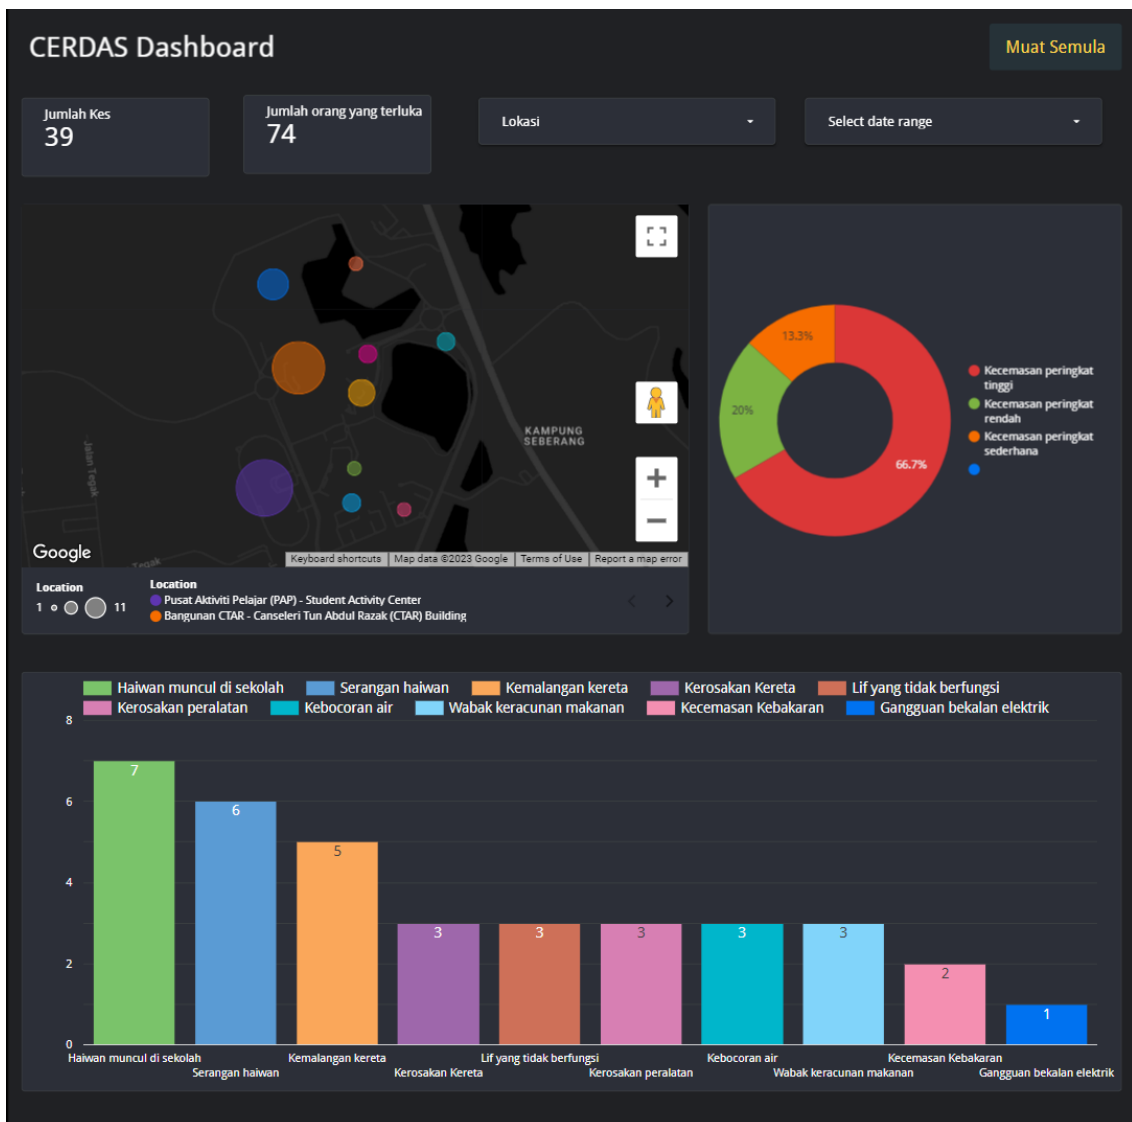 CERDAS Dashboard
Muat Semula
Jumlah Kes
39
Jumlah orang yang terluka
74
Lokasi
Select date range
KAMPUNG
SEBERANG
Jalan Tegak
Tegak
Google
Keyboard shortcuts
Map data ©2023 Google
Terms of Use
Report a map error
Location
1
11
Location
Pusat Aktiviti Pelajar (PAP) - Student Activity Center
Bangunan CTAR - Canseleri Tun Abdul Razak (CTAR) Building
13.3%
20%
66.7%
Kecemasan peringkat
tinggi
Kecemasan peringkat
rendah
Kecemasan peringkat
sederhana
Haiwan muncul di sekolah
Serangan haiwan
Kemalangan kereta
Kerosakan Kereta
Lif yang tidak berfungsi
Kerosakan peralatan
Kebocoran air
Wabak keracunan makanan
Kecemasan Kebakaran
Gangguan bekalan elektrik
8
6
4
2
0
7
6
5
3
3
3
3
3
2
1
Haiwan muncul di sekolah
Serangan haiwan
Kemalangan kereta
Kerosakan Kereta
Lif yang tidak berfungsi
Kerosakan peralatan
Kebocoran air
Wabak keracunan makanan
Kecemasan Kebakaran
Gangguan bekalan elektrik